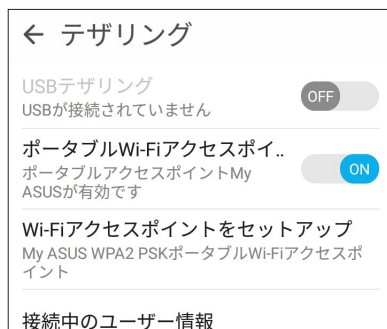 ← テザリング
USBテザリング
USBが接続されていません
OFF
ポータブルWi-Fiアクセスポイ..
ポータブルアクセスポイントMy
ASUSが有効です
ON
Wi-Fiアクセスポイントをセットアップ
My ASUS WPA2 PSKポータブルWi-Fiアクセスポ
イント
接続中のユーザー情報